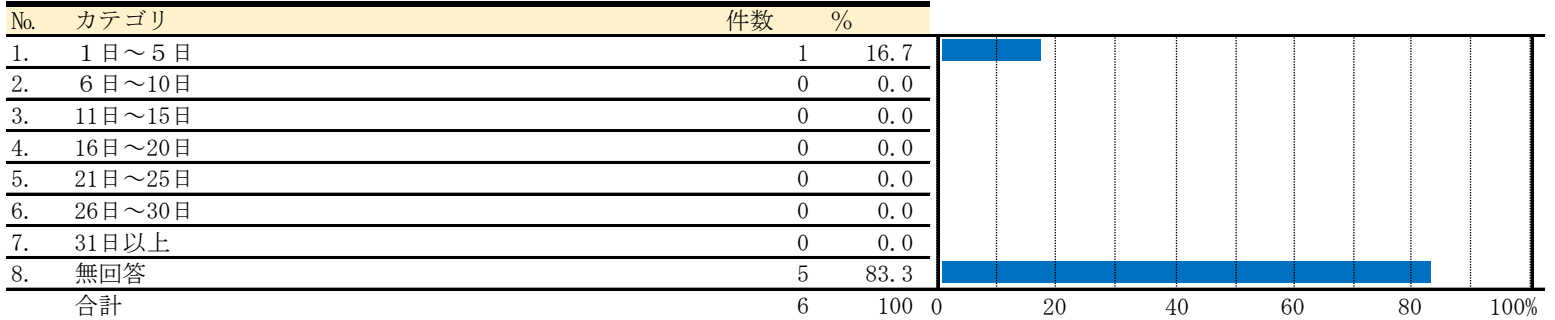 № カテゴリ 件数 %
1. １日～５日 1 16.7
2. ６日～10日 0 0.0
3. 11日～15日 0 0.0
4. 16日～20日 0 0.0
5. 21日～25日 0 0.0
6. 26日～30日 0 0.0
7. 31日以上 0 0.0
8. 無回答 5 83.3
合計 6 100 0 20 40 60 80 100%